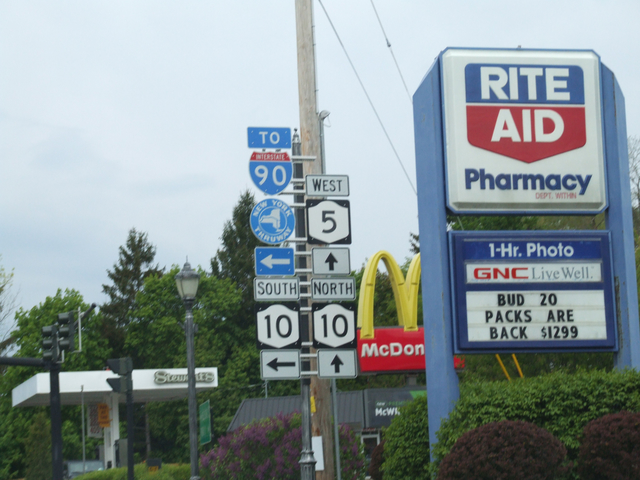 TO
INTERSTATE
90
NEW YORK
THRUWAY
SOUTH
10
WEST
5
NORTH
10
Stewart's
McDon
RITE
AID
Pharmacy
DEPT. WITHIN
1-Hr. Photo
GNC LiveWell.
BUD 20
PACKS ARE
BACK $1299